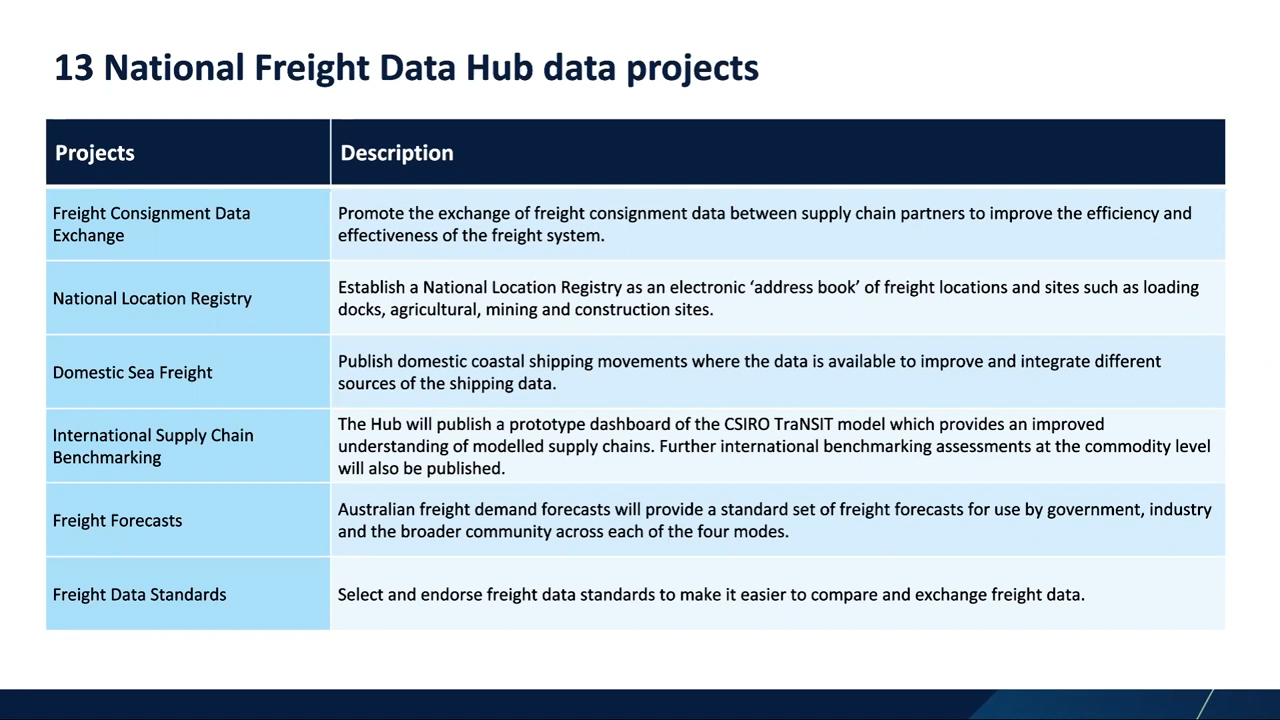 13 National Freight Data Hub data projects
Projects
Description
Freight Consignment Data
Exchange
Promote the exchange of freight consignment data between supply chain partners to improve the efficiency and
effectiveness of the freight system.
National Location Registry
Establish a National Location Registry as an electronic ‘address book’ of freight locations and sites such as loading
docks, agricultural, mining and construction sites.
Domestic Sea Freight
Publish domestic coastal shipping movements where the data is available to improve and integrate different
sources of the shipping data.
International Supply Chain
Benchmarking
The Hub will publish a prototype dashboard of the CSIRO TraNSIT model which provides an improved
understanding of modelled supply chains. Further international benchmarking assessments at the commodity level
will also be published.
Freight Forecasts
Australian freight demand forecasts will provide a standard set of freight forecasts for use by government, industry
and the broader community across each of the four modes.
Freight Data Standards
Select and endorse freight data standards to make it easier to compare and exchange freight data.